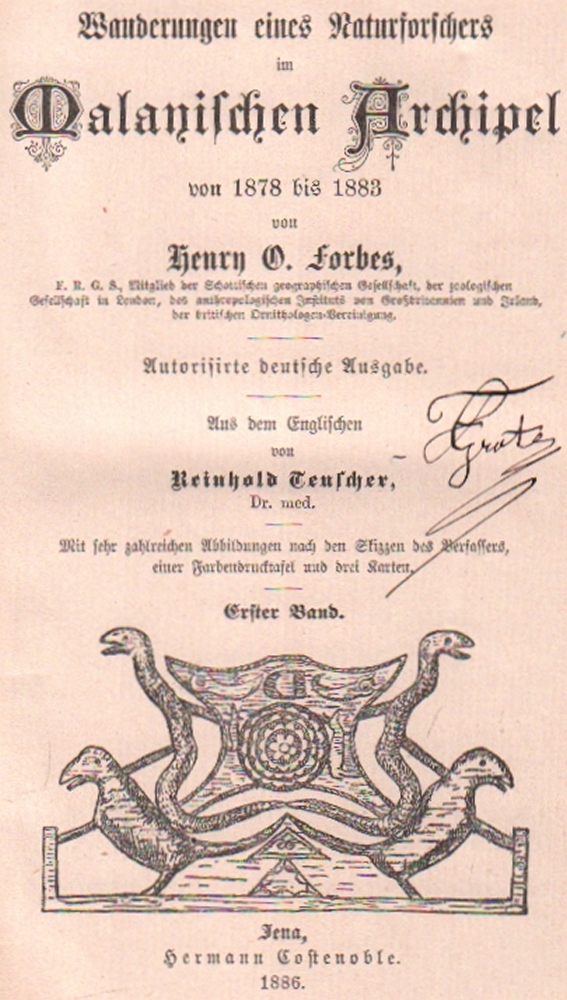 Wanderungen eines Naturforschers
im
Malayischen Archipel
von 1878 bis 1883
von
Henry O. Forbes,
F. R. G. S., Mitglied der Schottischen geographischen Gesellschaft, der zoologischen
Gesellschaft in London, des anthropologischen Instituts von Großbritannien und Irland,
der britischen Ornithologen-Vereinigung.
Autorisirte deutsche Ausgabe.
Aus dem Englischen
von
Reinhold Teuscher,
Dr. med.
Mit sehr zahlreichen Abbildungen nach den Skizzen des Verfassers,
einer Farbendrucktafel und drei Karten.
Erster Band.
Jena,
Hermann Costenoble.
1886.